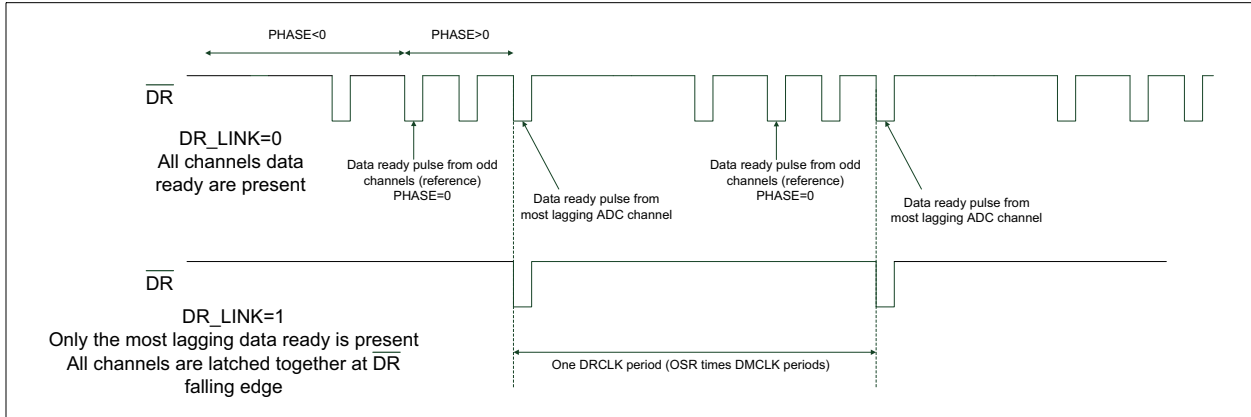 PHASE<0
PHASE>0
DR
DR_LINK=0
All channels data
ready are present
Data ready pulse from odd
channels (reference)
PHASE=0
Data ready pulse from
most lagging ADC channel
Data ready pulse from odd
channels (reference)
PHASE=0
Data ready pulse from
most lagging ADC channel
DR
DR_LINK=1
Only the most lagging data ready is present
All channels are latched together at DR
falling edge
One DRCLK period (OSR times DMCLK periods)